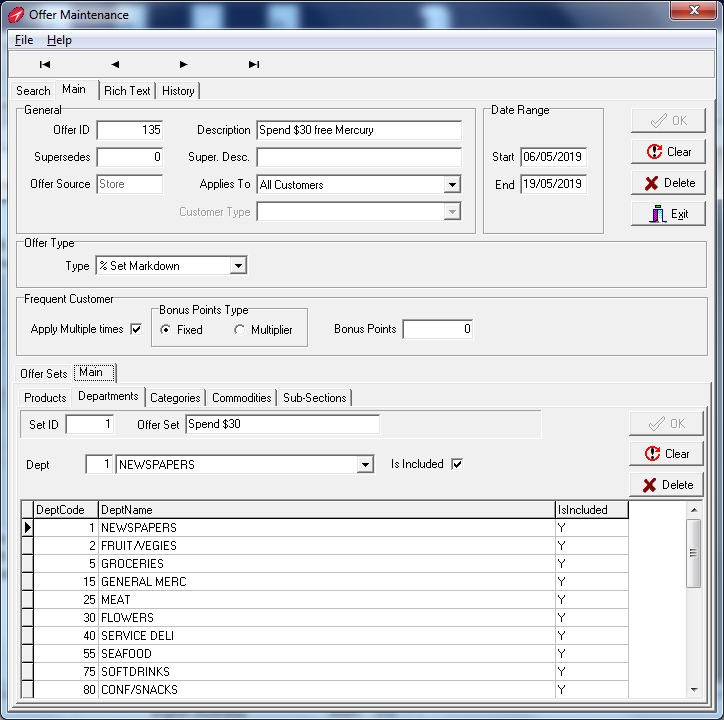 Offer Maintenance
File Help
Search Main Rich Text History
General
Date Range
Offer ID 135 Description Spend $30 free Mercury
OK
Supersedes 0 Super. Desc.
Start 06/05/2019
Clear
Offer Source Store Applies To All Customers
End 19/05/2019
Delete
Customer Type
Exit
Offer Type
Type % Set Markdown
Frequent Customer
Bonus Points Type
Apply Multiple times Fixed Multiplier Bonus Points 0
Offer Sets Main
Products Departments Categories Commodities Sub-Sections
Set ID 1 Offer Set Spend $30
OK
Clear
Dept 1 NEWSPAPERS Is Included
Delete
DeptCode DeptName IsIncluded
1 NEWSPAPERS Y
2 FRUIT/VEGIES Y
5 GROCERIES Y
15 GENERAL MERC Y
25 MEAT Y
30 FLOWERS Y
40 SERVICE DELI Y
55 SEAFOOD Y
75 SOFTDRINKS Y
80 CONF/SNACKS Y